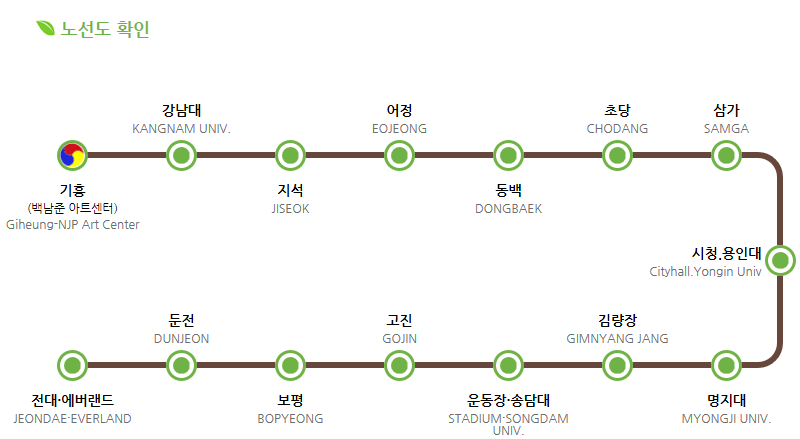 노선도 확인
강남대
KANGNAM UNIV.
어정
EOJEONG
초당
CHODANG
삼가
SAMGA
기흥
(백남준 아트센터)
Giheung-NJP Art Center
지석
JISEOK
동백
DONGBAEK
시청.용인대
Cityhall.Yongin Univ
둔전
DUNJEON
고진
GOJIN
김량장
GIMNYANG JANG
전대·에버랜드
JEONDAE·EVERLAND
보평
BOPYEONG
운동장·송담대
STADIUM·SONGDAM
UNIV.
명지대
MYONGJI UNIV.